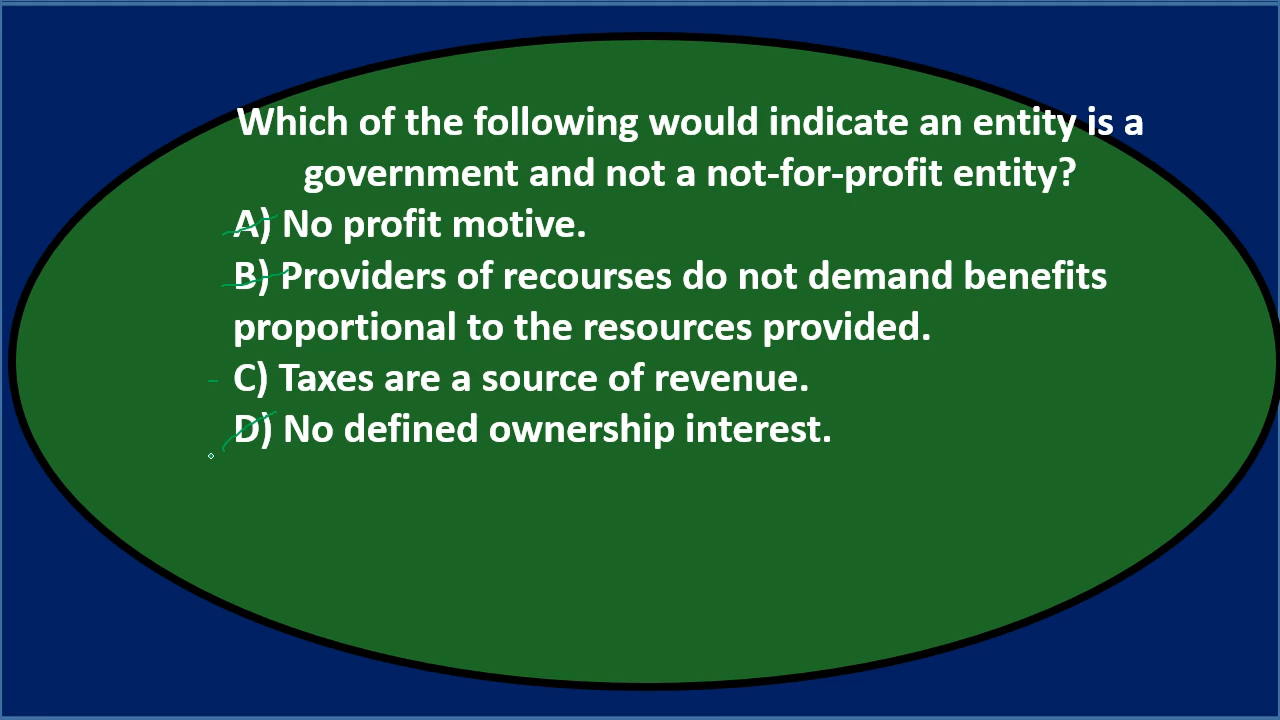 Which of the following would indicate an entity is a
government and not a not-for-profit entity?
A) No profit motive.
B) Providers of recourses do not demand benefits
proportional to the resources provided.
C) Taxes are a source of revenue.
D) No defined ownership interest.